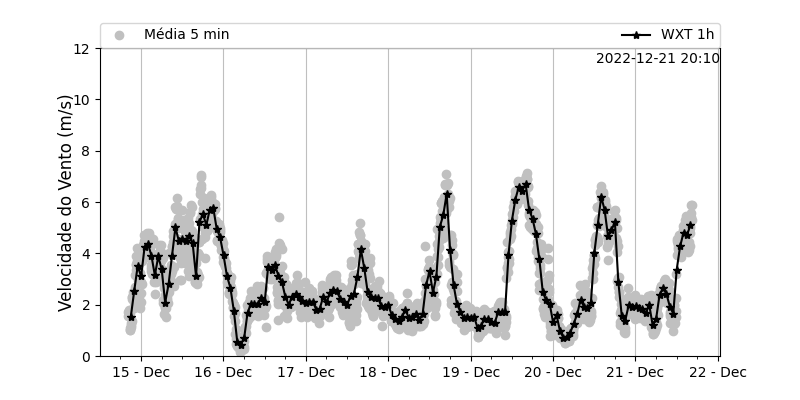 Média 5 min
WXT 1h
2022-12-21 20:10
Velocidade do Vento (m/s)
12
10
8
6
4
2
0
15 - Dec
16 - Dec
17 - Dec
18 - Dec
19 - Dec
20 - Dec
21 - Dec
22 - Dec